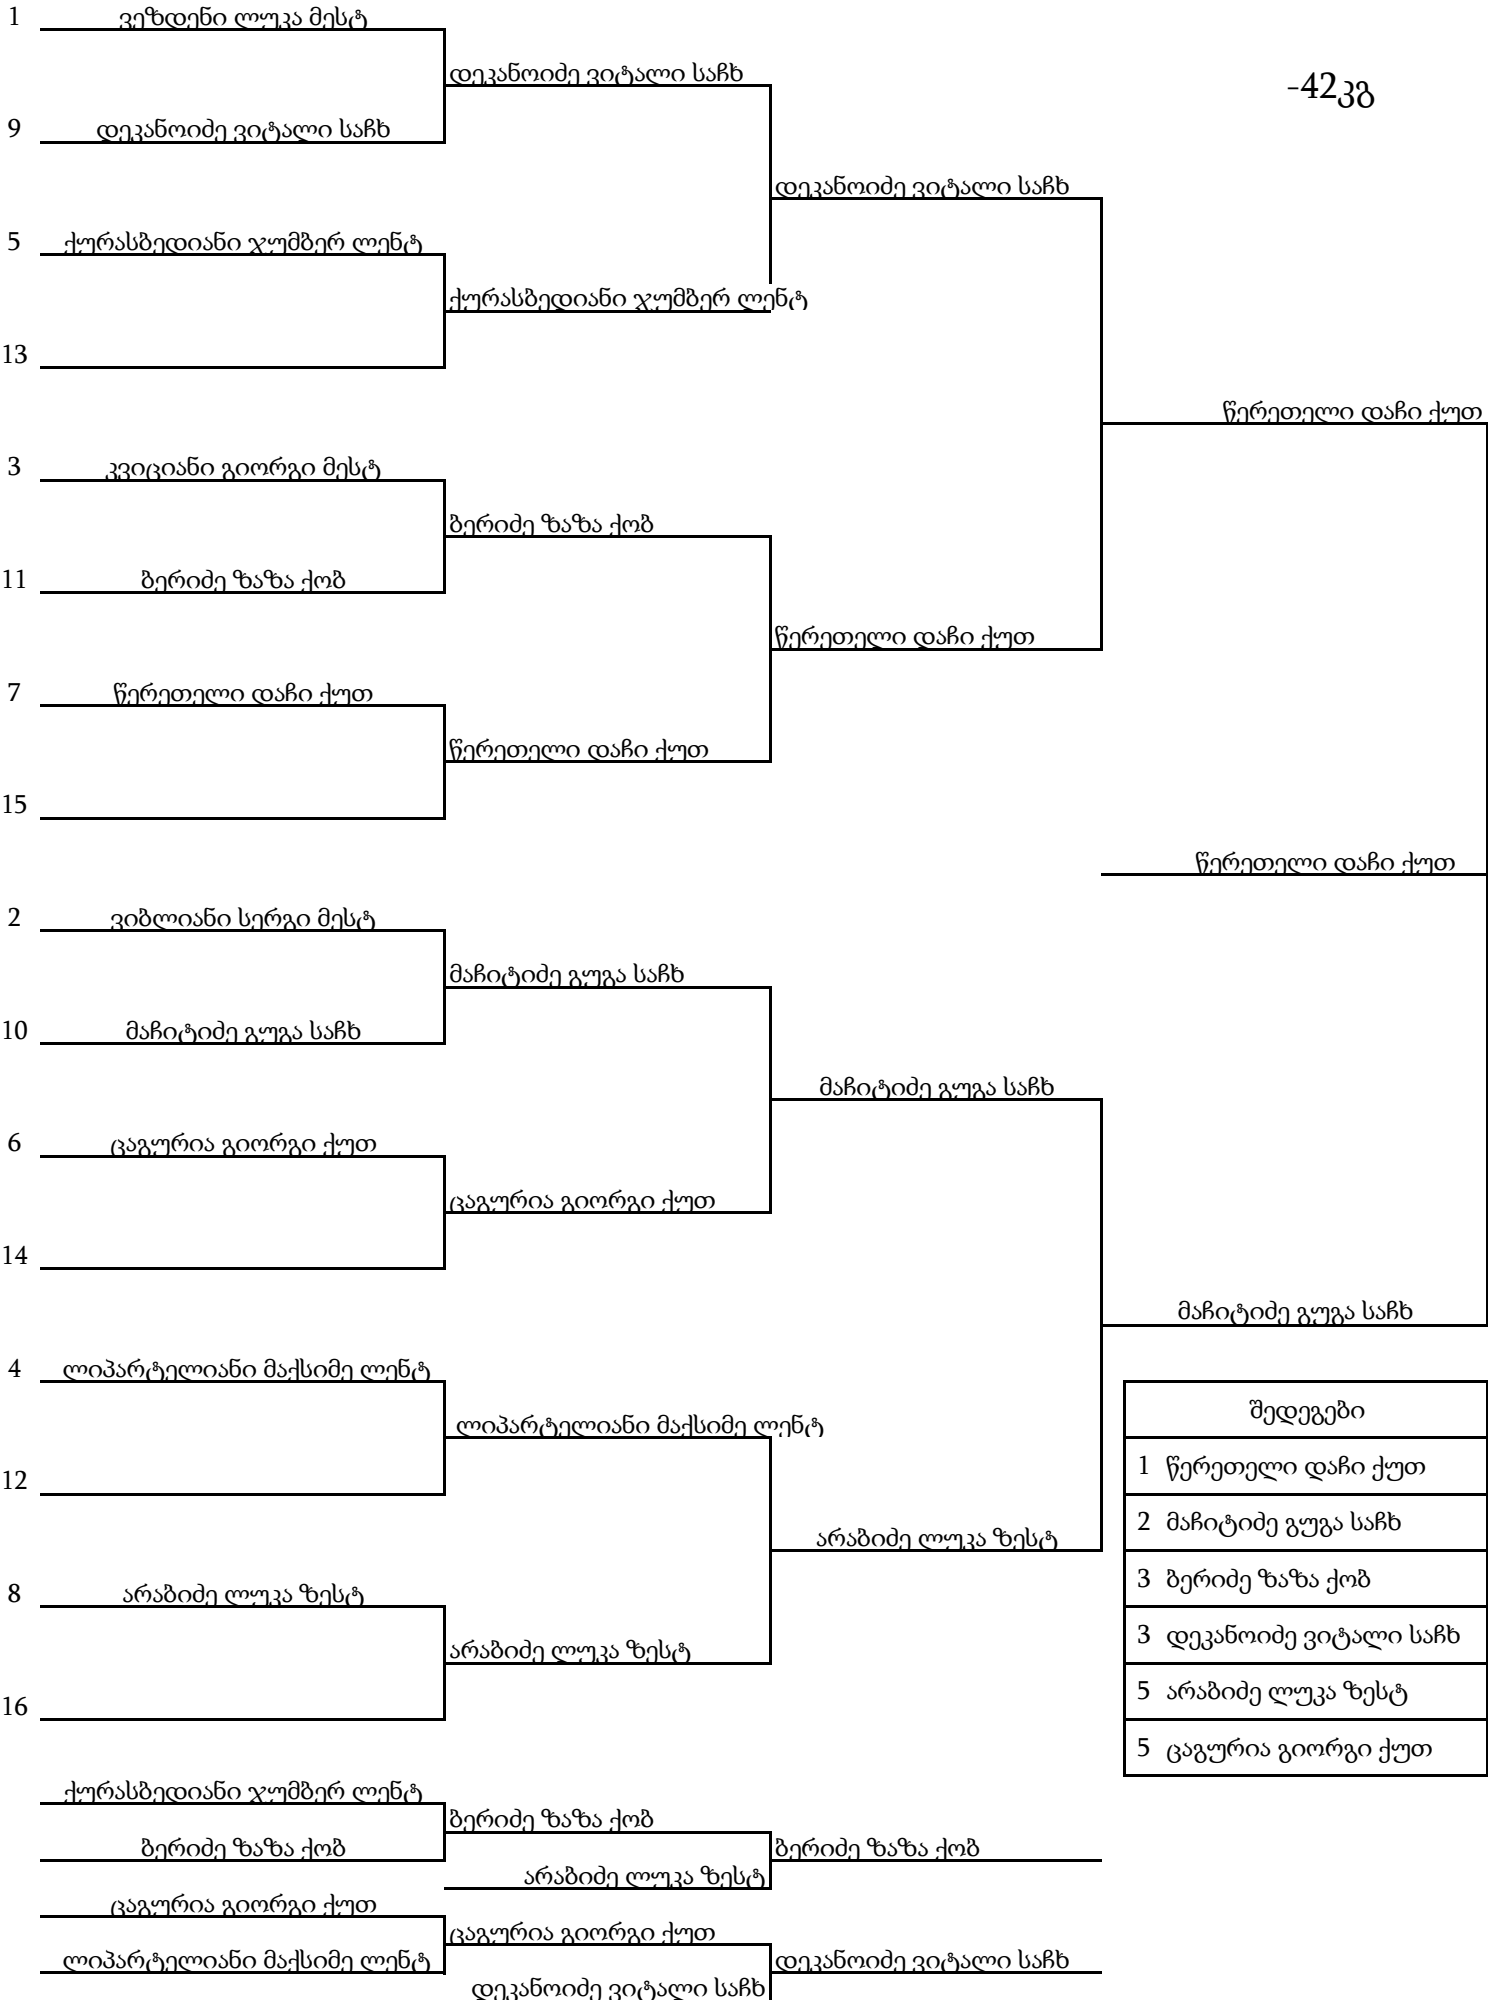 1 ვეზდენი ლუკა მესტ
დეკანოიძე ვიტალი საჩხ
-42კგ
9 დეკანოიძე ვიტალი საჩხ
დეკანოიძე ვიტალი საჩხ
5 ქურასბედიანი ჯუმბერ ლენტ
ქურასბედიანი ჯუმბერ ლენტ
13
წერეთელი დაჩი ქუთ
3 კვიციანი გიორგი მესტ
ბერიძე ზაზა ქობ
11 ბერიძე ზაზა ქობ
წერეთელი დაჩი ქუთ
7 წერეთელი დაჩი ქუთ
წერეთელი დაჩი ქუთ
15
წერეთელი დაჩი ქუთ
2 ვიბლიანი სერგი მესტ
მაჩიტიძე გუგა საჩხ
10 მაჩიტიძე გუგა საჩხ
მაჩიტიძე გუგა საჩხ
6 ცაგურია გიორგი ქუთ
ცაგურია გიორგი ქუთ
14
მაჩიტიძე გუგა საჩხ
4 ლიპარტელიანი მაქსიმე ლენტ
შედეგები
ლიპარტელიანი მაქსიმე ლენტ
1 წერეთელი დაჩი ქუთ
12
2 მაჩიტიძე გუგა საჩხ
არაბიძე ლუკა ზესტ
3 ბერიძე ზაზა ქობ
8 არაბიძე ლუკა ზესტ
3 დეკანოიძე ვიტალი საჩხ
არაბიძე ლუკა ზესტ
5 არაბიძე ლუკა ზესტ
16
5 ცაგურია გიორგი ქუთ
ქურასბედიანი ჯუმბერ ლენტ
ბერიძე ზაზა ქობ
ბერიძე ზაზა ქობ
ბერიძე ზაზა ქობ
არაბიძე ლუკა ზესტ
ცაგურია გიორგი ქუთ
ცაგურია გიორგი ქუთ
ლიპარტელიანი მაქსიმე ლენტ
დეკანოიძე ვიტალი საჩხ
დეკანოიძე ვიტალი საჩხ